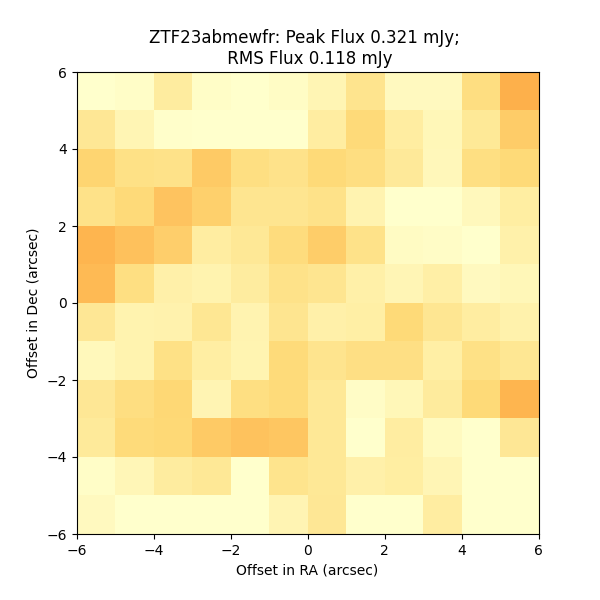 ZTF23abmewfr: Peak Flux 0.321 mJy;
RMS Flux 0.118 mJy
6
4
2
0
−2
−4
−6
Offset in Dec (arcsec)
−6 −4 −2 0 2 4 6
Offset in RA (arcsec)